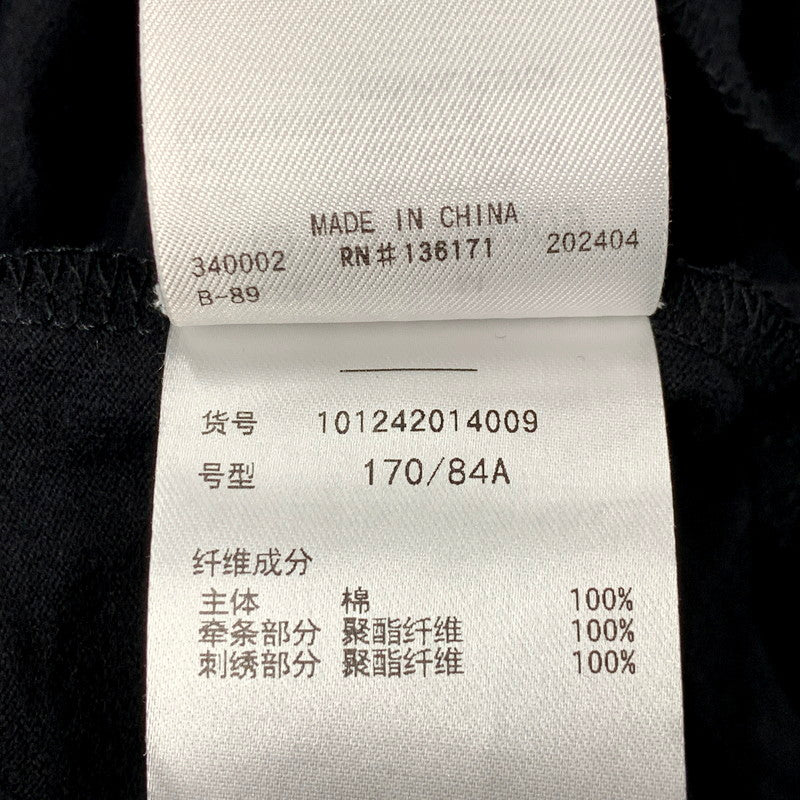 MADE IN CHINA
340002 RN#136171 202404
B-89
货号 101242014009
号型 170/84A
纤维成分
主体 棉 100%
牵条部分 聚酯纤维 100%
刺绣部分 聚酯纤维 100%